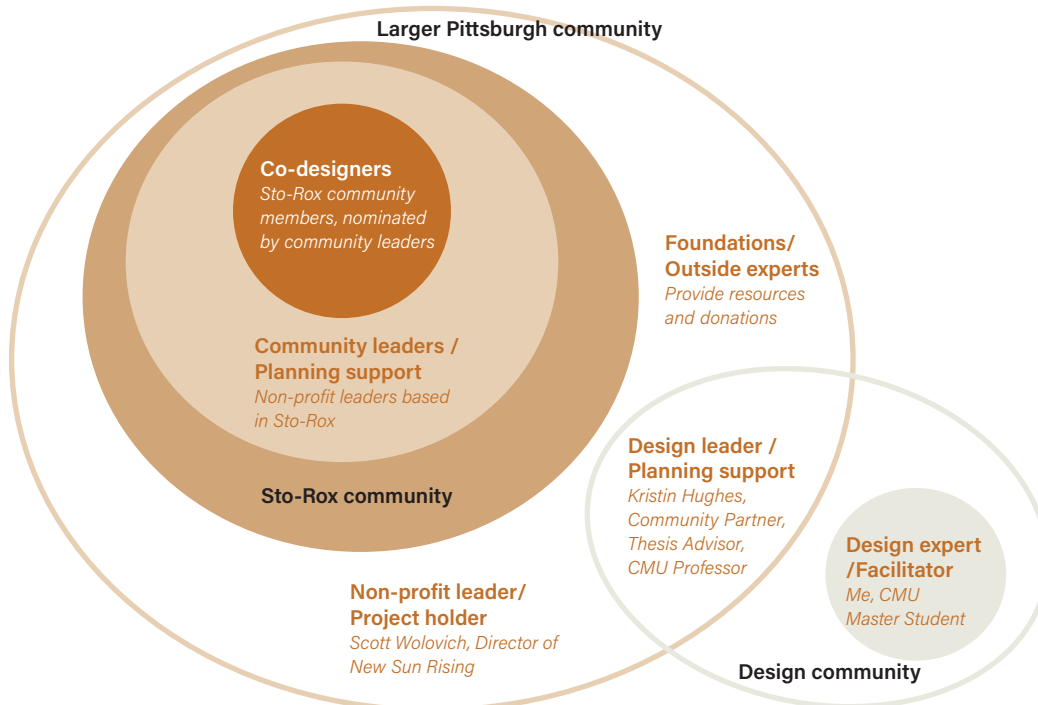 Larger Pittsburgh community
Co-designers
Sto-Rox community
members, nominated
by community leaders
Foundations/
Outside experts
Provide resources
and donations
Community leaders /
Planning support
Non-profit leaders based
in Sto-Rox
Sto-Rox community
Design leader /
Planning support
Kristin Hughes,
Community Partner,
Thesis Advisor,
CMU Professor
Design expert
/Facilitator
Me, CMU
Master Student
Non-profit leader/
Project holder
Scott Wolovich, Director of
New Sun Rising
Design community